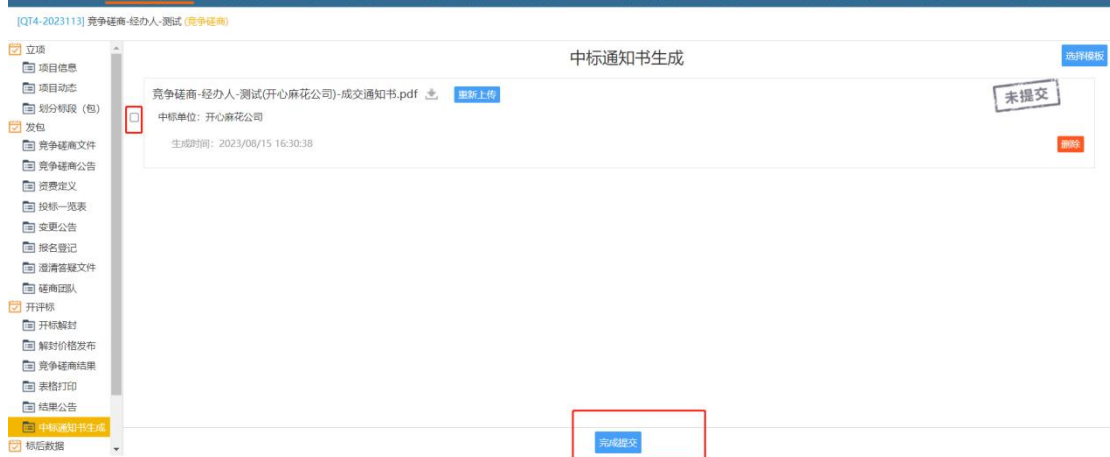 [QT4-2023113] 竞争磋商-经办人-测试 (竞争磋商)
立项
项目信息
项目动态
划分标段（包）
发包
竞争磋商文件
竞争磋商公告
资费定义
投标一览表
变更公告
报名登记
澄清答疑文件
磋商团队
开评标
开标解封
解封价格发布
竞争磋商结果
表格打印
结果公告
中标通知书生成
标后数据
中标通知书生成
选择模板
竞争磋商-经办人-测试(开心麻花公司)-成交通知书.pdf 重新上传
未提交
中标单位：开心麻花公司
生成时间：2023/08/15 16:30:38
删除
完成提交